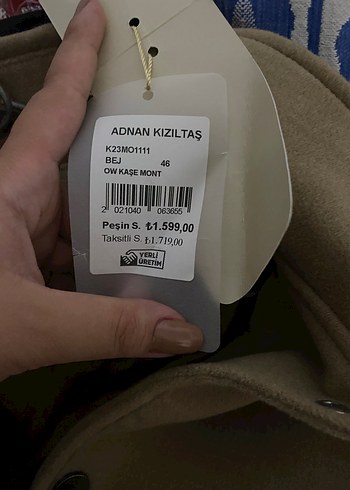 ADNAN KIZILTAŞ
K23MO1111
BEJ 46
OW KAŞE MONT
2 021040 063655
Peşin S. ₺1.599,00
Taksitli S. ₺1.719,00
YERLİ
ÜRETİM